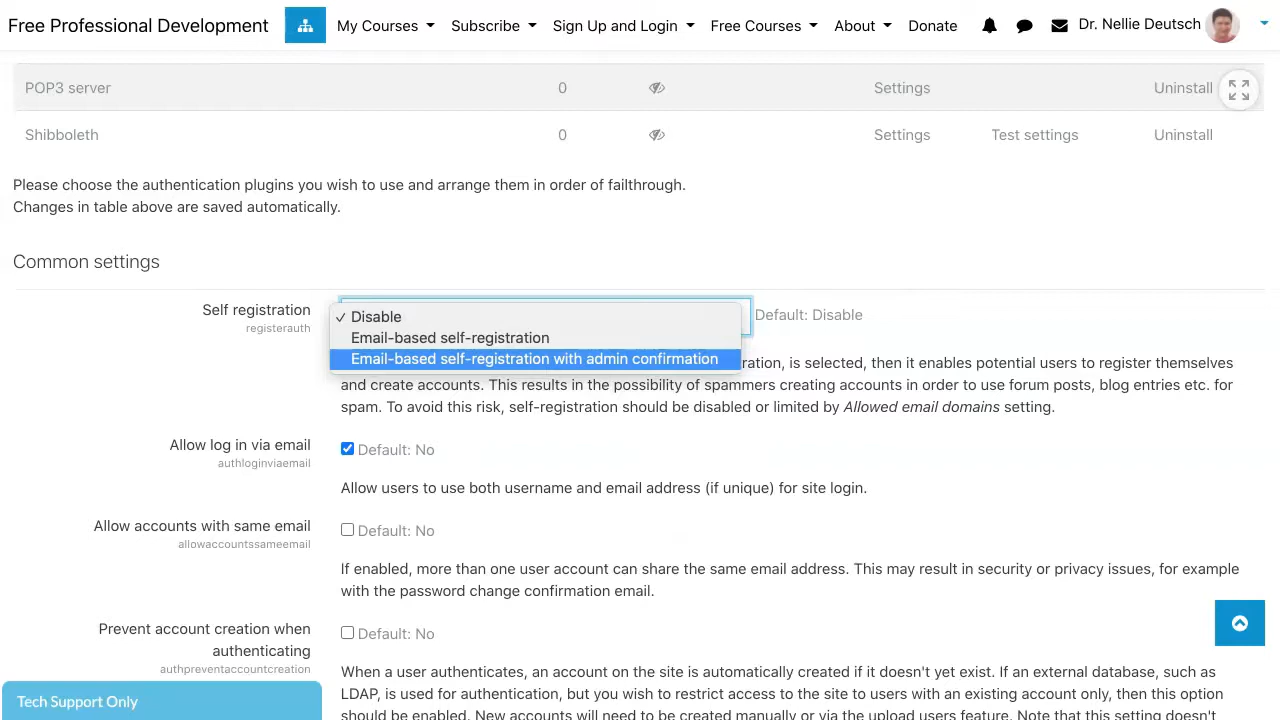 Free Professional Development My Courses Subscribe Sign Up and Login Free Courses About Donate Dr. Nellie Deutsch
POP3 server 0 Settings Uninstall
Shibboleth 0 Settings Test settings Uninstall
Please choose the authentication plugins you wish to use and arrange them in order of failthrough.
Changes in table above are saved automatically.
Common settings
Self registration
registerauth
✓ Disable
Email-based self-registration
Email-based self-registration with admin confirmation
Default: Disable
ration, is selected, then it enables potential users to register themselves
and create accounts. This results in the possibility of spammers creating accounts in order to use forum posts, blog entries etc. for
spam. To avoid this risk, self-registration should be disabled or limited by Allowed email domains setting.
Allow log in via email
authloginviaemail
Default: No
Allow users to use both username and email address (if unique) for site login.
Allow accounts with same email
allowaccountssameemail
Default: No
If enabled, more than one user account can share the same email address. This may result in security or privacy issues, for example
with the password change confirmation email.
Prevent account creation when
authenticating
authpreventaccountcreation
Default: No
When a user authenticates, an account on the site is automatically created if it doesn't yet exist. If an external database, such as
LDAP, is used for authentication, but you wish to restrict access to the site to users with an existing account only, then this option
should be enabled. New accounts will need to be created manually or via the upload users feature. Note that this setting doesn't
Tech Support Only